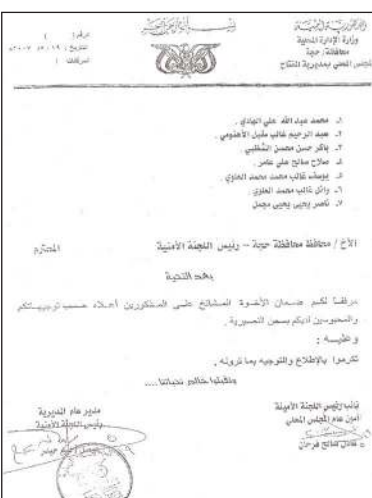 بسم الله الرحمن الرحيم
الجمهورية اليمنية
وزارة الإدارة المحلية
محافظة/ حجة
المجلس المحلي بمديرية المفتاح
الرقم ( )
التاريخ :
المرفقات ( )
١. محمد عبد الله علي الهادي .
٢. عبد الرحيم غالب مقبل الأهنومي .
٣. باكر حسن محسن
٤. صلاح صالح علي عامر .
٥. يوسف غالب محمد محمد العلوي .
٦. وائل غالب محمد العلوي .
٧. ناصر يحيى يحيى مجمل
الأخ / محافظ محافظة حجة – رئيس اللجنة الأمنية المحترم
بعد التحية
مرفقاً لكم ضمان الأخوة المشائخ على المذكورين أعلاه حسب توجيهاتكم
والمحبوسين لديكم بسجن
وعليه :
تكرموا بالإطلاع والتوجيه بما ترونه .
وتقبلوا خالص تحياتنا ....
نائب رئيس اللجنة الأمنية
أمين عام المجلس المحلي
عادل صالح فرحان
مدير عام المديرية
رئيس اللجنة الأمنية